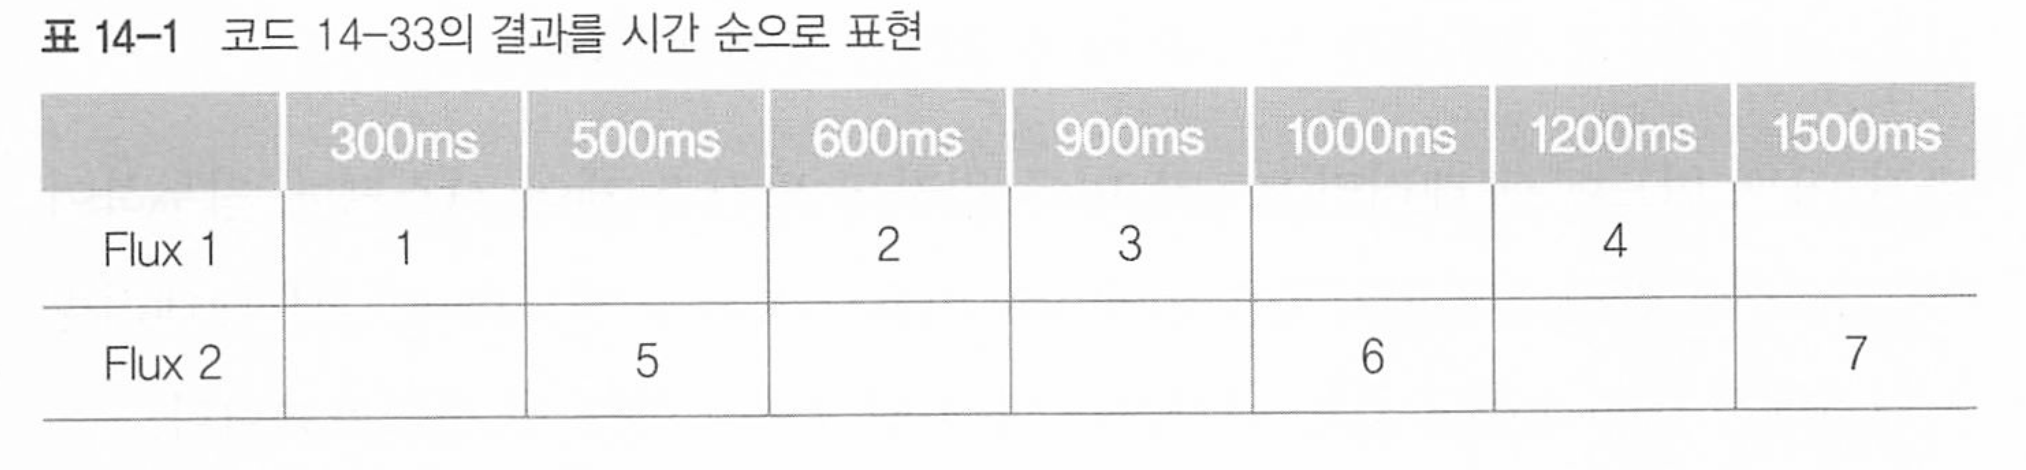 표 14-1 코드 14-33의 결과를 시간 순으로 표현
300ms 500ms 600ms 900ms 1000ms 1200ms 1500ms
Flux 1 1 2 3 4
Flux 2 5 6 7